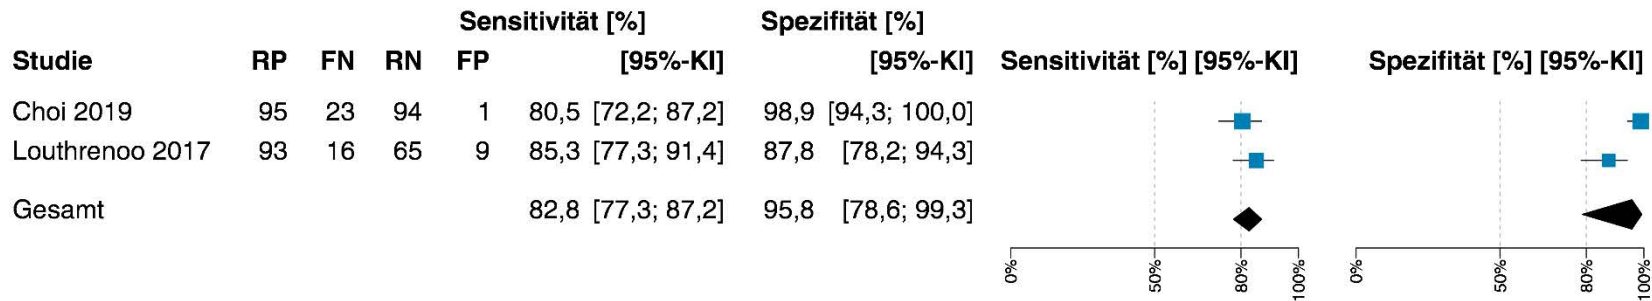 Sensitivität [%] Spezifität [%]
Studie RP FN RN FP [95%-KI] [95%-KI] Sensitivität [%] [95%-KI] Spezifität [%] [95%-KI]
Choi 2019 95 23 94 1 80,5 [72,2; 87,2] 98,9 [94,3; 100,0]
Louthrenoo 2017 93 16 65 9 85,3 [77,3; 91,4] 87,8 [78,2; 94,3]
Gesamt 82,8 [77,3; 87,2] 95,8 [78,6; 99,3]
0% 50% 80% 100% 0% 50% 80% 100%